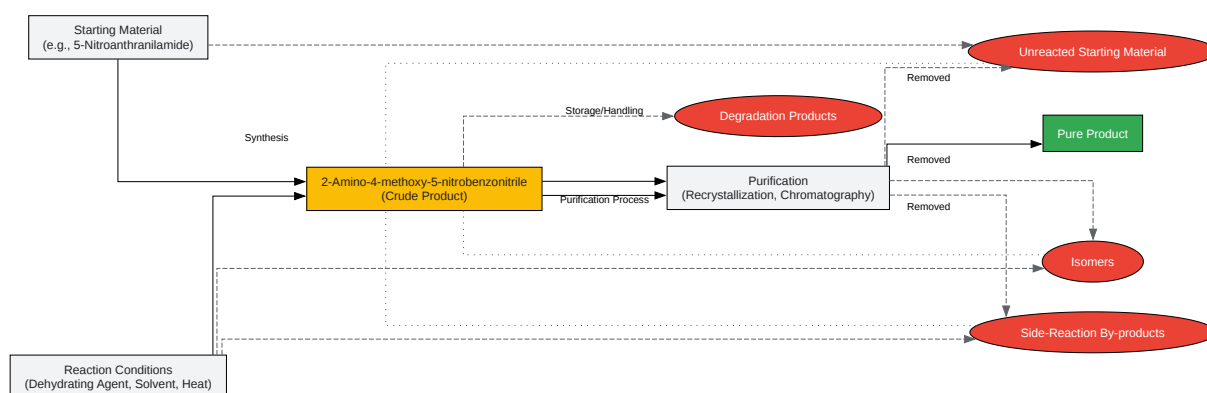 Starting Material
(e.g., 5-Nitroanthranilamide)
Unreacted Starting Material
Removed
Storage/Handling
Degradation Products
Pure Product
Synthesis
Removed
2-Amino-4-methoxy-5-nitrobenzonitrile
(Crude Product)
Purification Process
Purification
(Recrystallization, Chromatography)
Removed
Isomers
Side-Reaction By-products
Reaction Conditions
(Dehydrating Agent, Solvent, Heat)